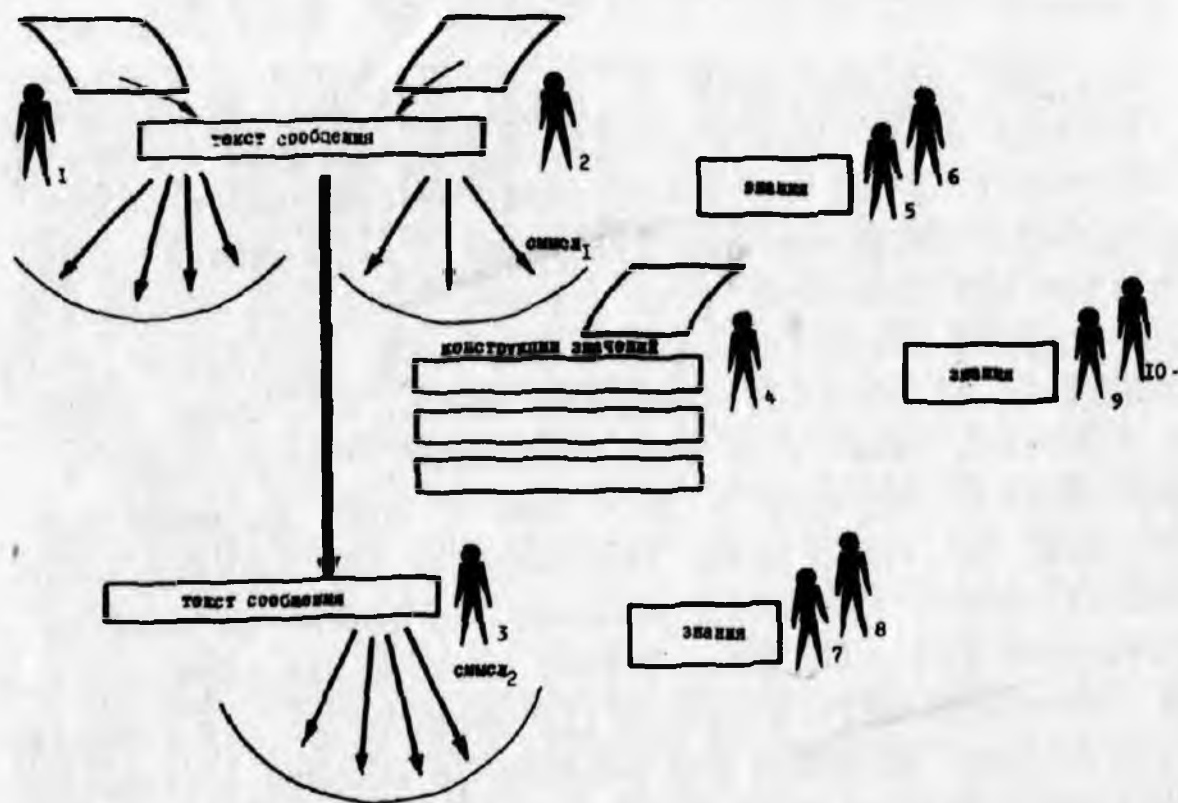 текст сообщения
1
2
знания
5
6
смысл1
конструкции значений
4
знания
9
10
текст сообщения
3
смысл2
знания
7
8